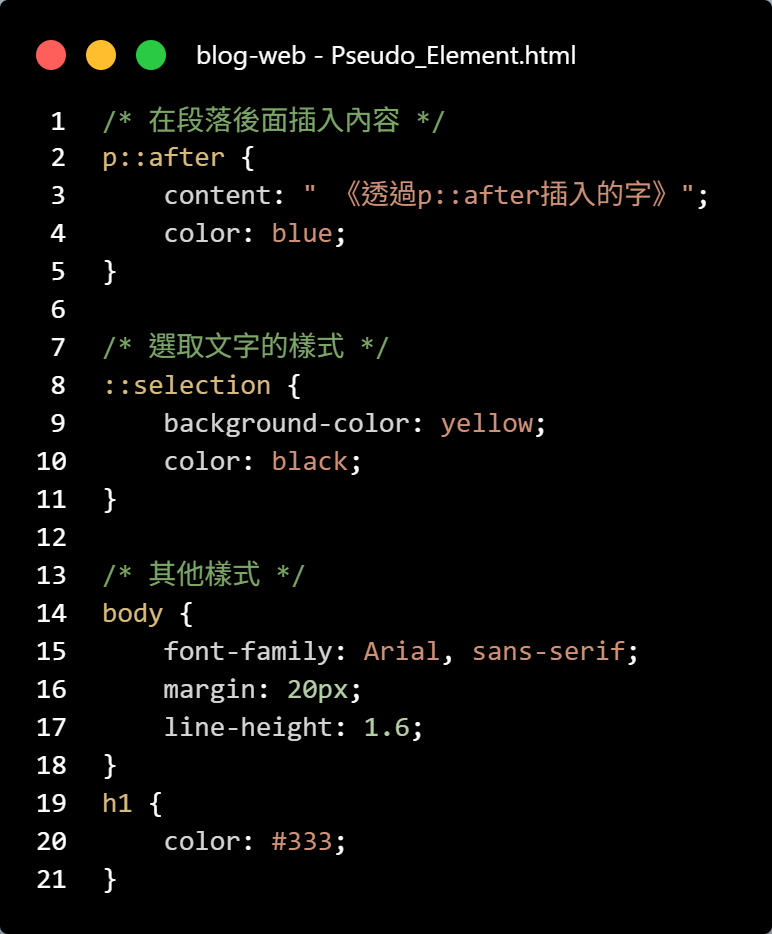 blog-web - Pseudo_Element.html
1 /* 在段落後面插入內容 */
2 p::after {
3     content: " 《透過p::after插入的字》";
4     color: blue;
5 }
6
7 /* 選取文字的樣式 */
8 ::selection {
9     background-color: yellow;
10     color: black;
11 }
12
13 /* 其他樣式 */
14 body {
15     font-family: Arial, sans-serif;
16     margin: 20px;
17     line-height: 1.6;
18 }
19 h1 {
20     color: #333;
21 }